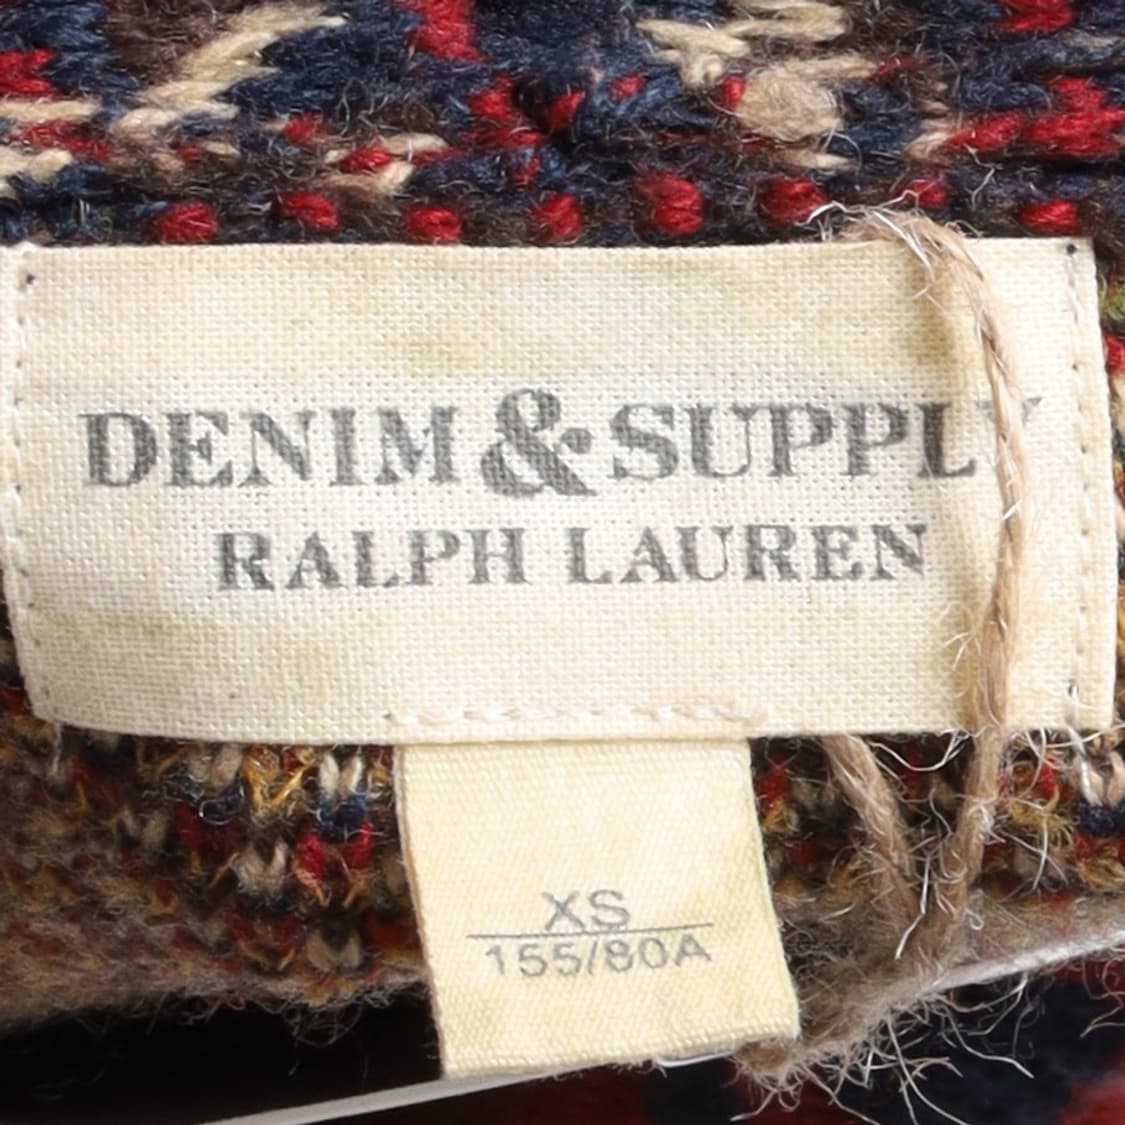 DENIM & SUPPLY
RALPH LAUREN
XS
155/80A